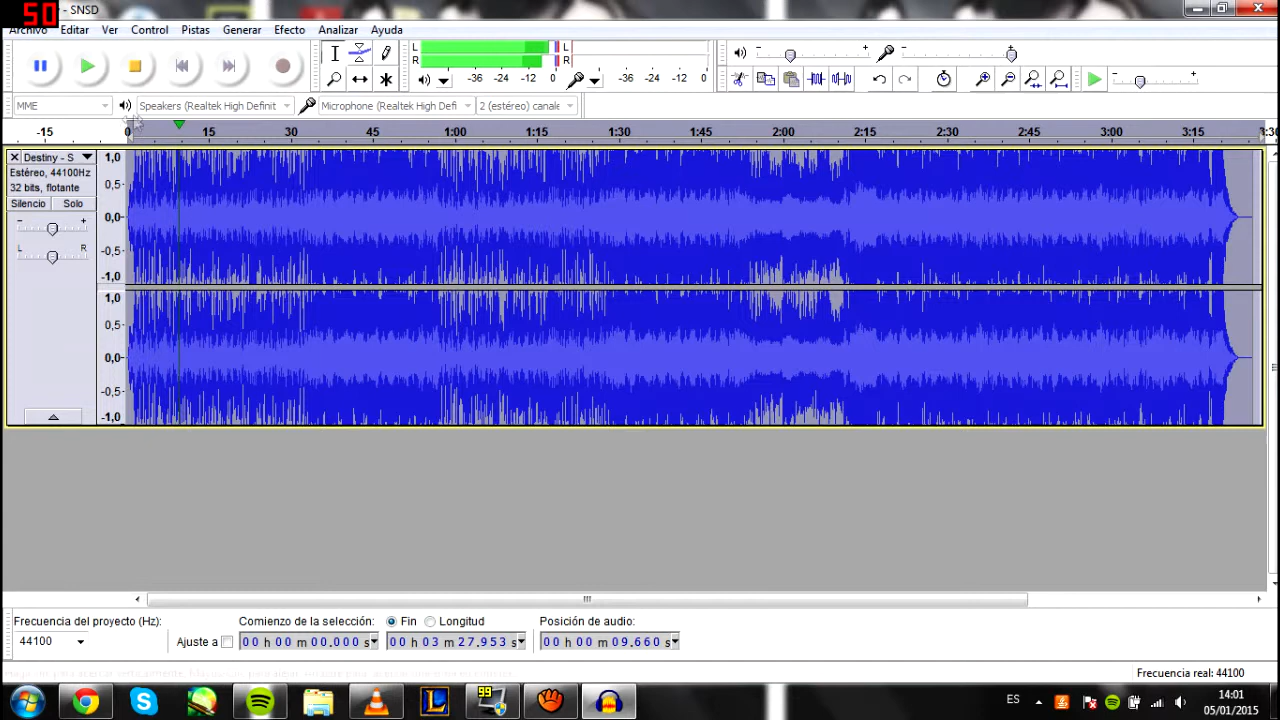 50
- SNSD
Archivo Editar Ver Control Pistas Generar Efecto Analizar Ayuda
L L
R R
-36 -24 -12 0 -36 -24 -12
MME Speakers (Realtek High Definit Microphone (Realtek High Defi 2 (estéreo) canale
-15 0 15 30 45 1:00 1:15 1:30 1:45 2:00 2:15 2:30 2:45 3:00 3:15 3:30
Destiny - S
Estéreo, 44100Hz
32 bits, flotante
Silencio Solo
- +
L R
1,0
0,5-
0,0-
-0,5-
-1,0
1,0
0,5-
0,0-
-0,5-
-1,0
Frecuencia del proyecto (Hz): Comienzo de la selección: Fin Longitud Posición de audio:
44100 Ajuste a 00 h 00 m 00.000 s 00 h 03 m 27.953 s 00 h 00 m 09.660 s
Frecuencia real: 44100
99
ES
14:01
05/01/2015